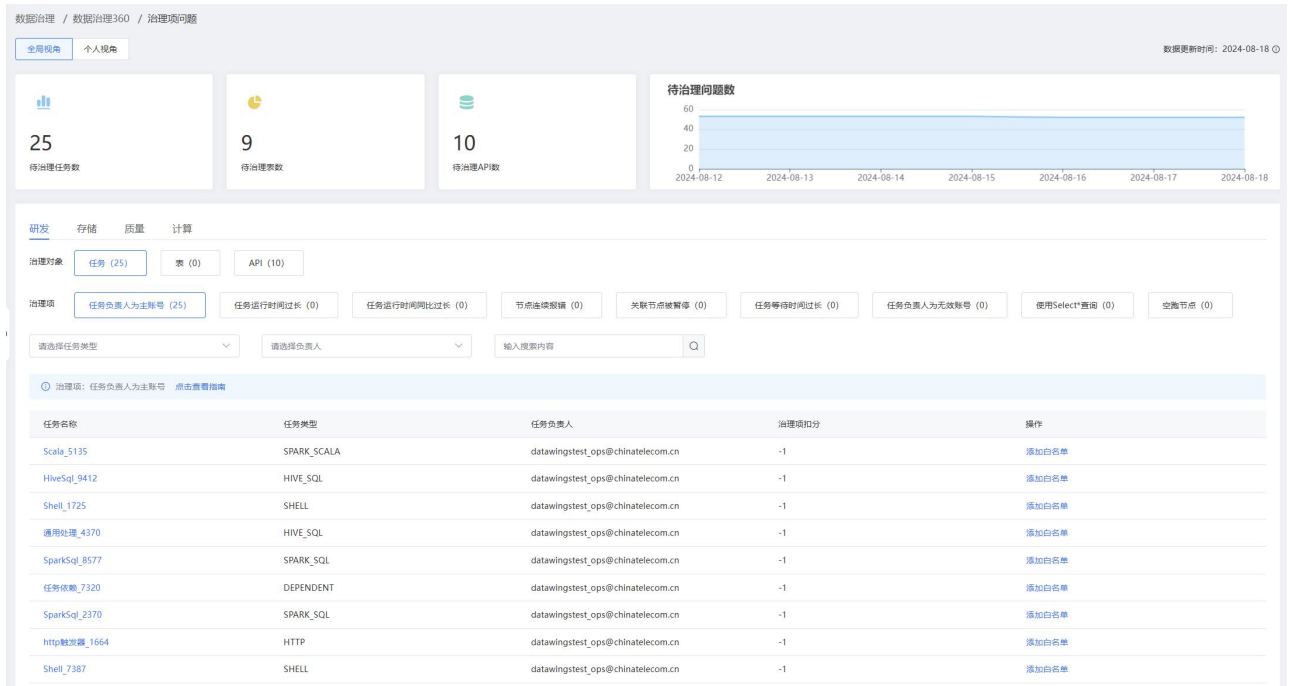 数据治理 / 数据治理360 / 治理项问题
全局视角 个人视角 数据更新时间：2024-08-18
25
待治理任务数
9
待治理表数
10
待治理API数
待治理问题数
60
40
20
0
2024-08-12 2024-08-13 2024-08-14 2024-08-15 2024-08-16 2024-08-17 2024-08-18
研发 存储 质量 计算
治理对象 任务（25） 表（0） API（10）
治理项 任务负责人为主账号（25） 任务运行时间过长（0） 任务运行时间同比过长（0） 节点连续报错（0） 关联节点被暂停（0） 任务等待时间过长（0） 任务负责人为无效账号（0） 使用Select*查询（0） 空跑节点（0）
请选择任务类型 请选择负责人 输入搜索内容
治理项：任务负责人为主账号 点击查看指南
任务名称 任务类型 任务负责人 治理项扣分 操作
Scala_5135 SPARK_SCALA datawingstest_ops@chinatelecom.cn -1 添加白名单
HiveSql_9412 HIVE_SQL datawingstest_ops@chinatelecom.cn -1 添加白名单
Shell_1725 SHELL datawingstest_ops@chinatelecom.cn -1 添加白名单
通用处理_4370 HIVE_SQL datawingstest_ops@chinatelecom.cn -1 添加白名单
SparkSql_8577 SPARK_SQL datawingstest_ops@chinatelecom.cn -1 添加白名单
任务依赖_7320 DEPENDENT datawingstest_ops@chinatelecom.cn -1 添加白名单
SparkSql_2370 SPARK_SQL datawingstest_ops@chinatelecom.cn -1 添加白名单
http触发器_1664 HTTP datawingstest_ops@chinatelecom.cn -1 添加白名单
Shell_7387 SHELL datawingstest_ops@chinatelecom.cn -1 添加白名单